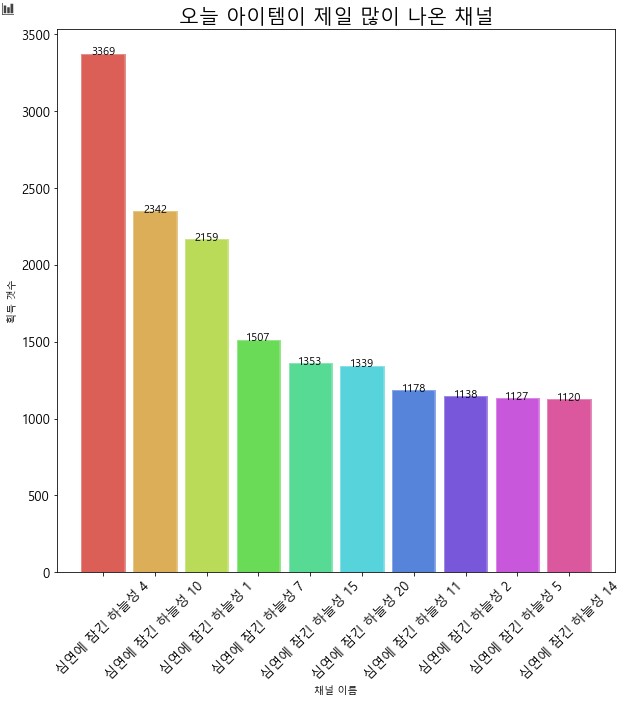 오늘 아이템이 제일 많이 나온 채널
3500
3000
2500
2000
1500
1000
500
0
획득 갯수
3369
2342
2159
1507
1353
1339
1178
1138
1127
1120
심연에 잠긴 하늘성 4
심연에 잠긴 하늘성 10
심연에 잠긴 하늘성 1
심연에 잠긴 하늘성 7
심연에 잠긴 하늘성 15
심연에 잠긴 하늘성 20
심연에 잠긴 하늘성 11
심연에 잠긴 하늘성 2
심연에 잠긴 하늘성 5
심연에 잠긴 하늘성 14
채널 이름